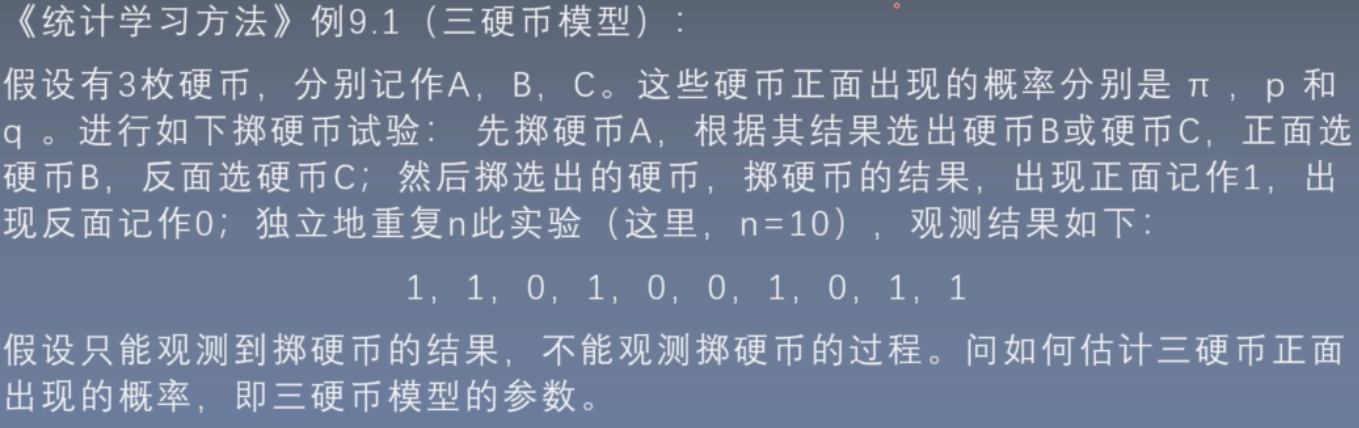 《统计学习方法》例9.1（三硬币模型）：
假设有3枚硬币，分别记作A，B，C。这些硬币正面出现的概率分别是 π ，p 和
q 。进行如下掷硬币试验： 先掷硬币A，根据其结果选出硬币B或硬币C，正面选
硬币B，反面选硬币C；然后掷选出的硬币，掷硬币的结果，出现正面记作1，出
现反面记作0；独立地重复n此实验（这里，n=10），观测结果如下：
1，1，0，1，0，0，1，0，1，1
假设只能观测到掷硬币的结果，不能观测掷硬币的过程。问如何估计三硬币正面
出现的概率，即三硬币模型的参数。